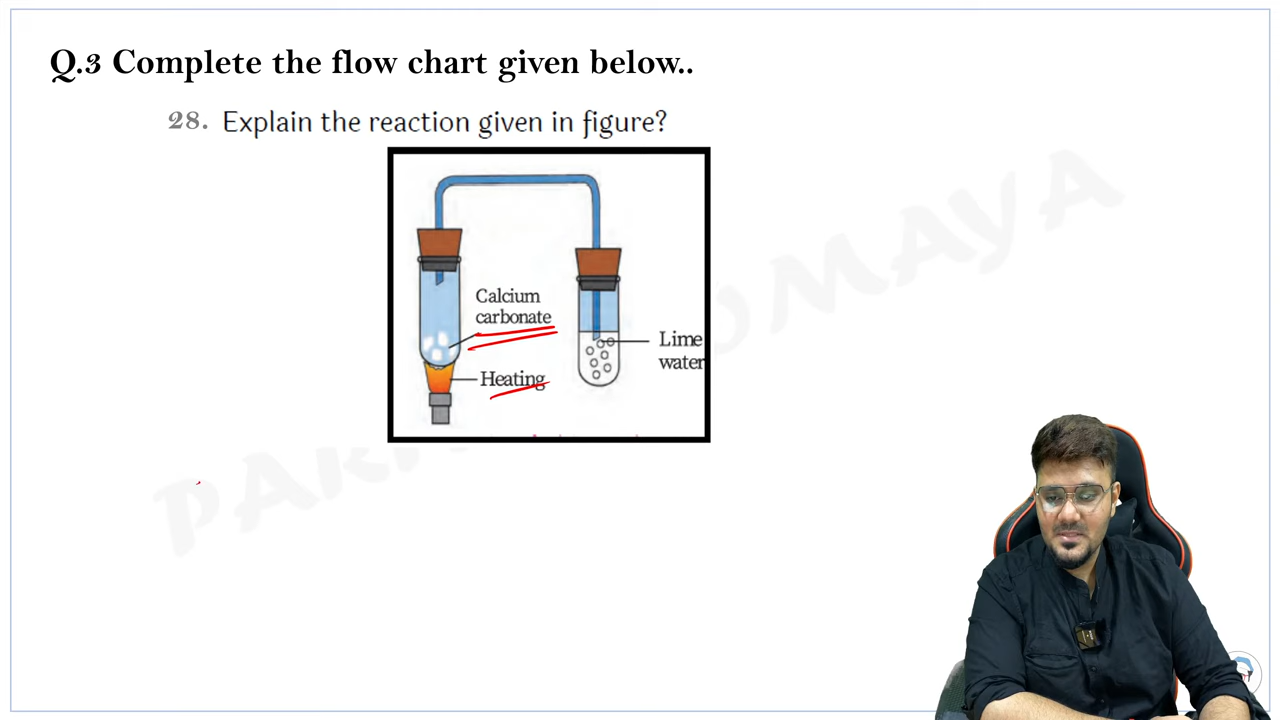 Q.3 Complete the flow chart given below..
28. Explain the reaction given in figure?
Calcium
carbonate
Heating
Lime
water